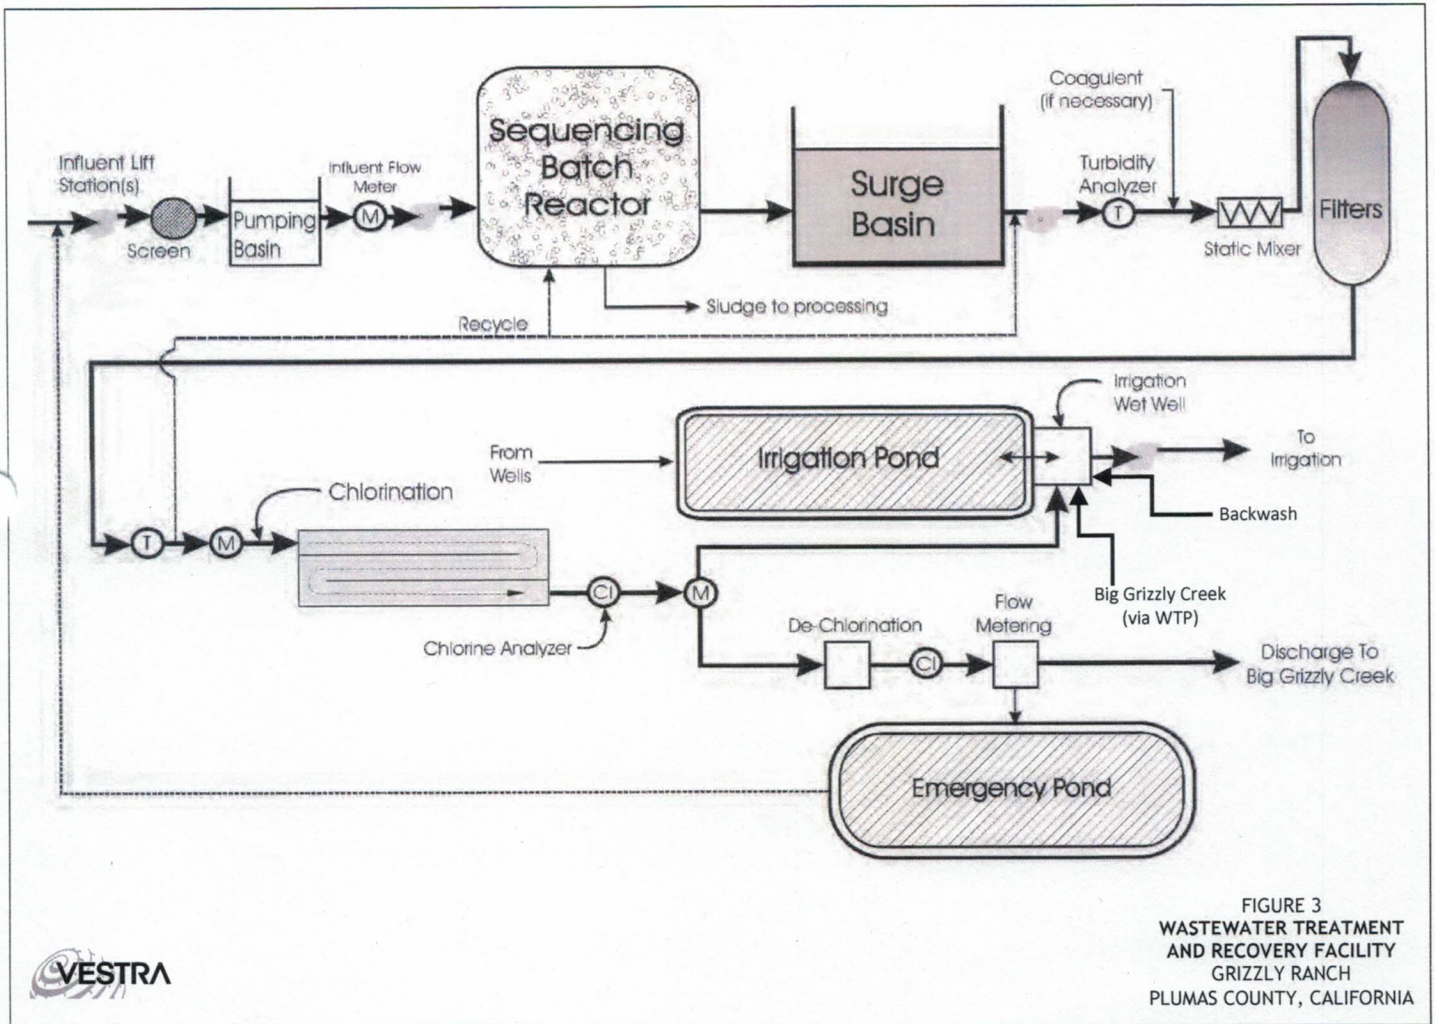 Coagulent
(if necessary)
Influent Lift
Station(s)
Screen
Pumping
Basin
Influent Flow
Meter
M
Sequencing
Batch
Reactor
Surge
Basin
Turbidity
Analyzer
T
Static Mixer
Filters
Sludge to processing
Recycle
Irrigation
Wet Well
From
Wells
Irrigation Pond
To
Irrigation
Backwash
Chlorination
T
M
Cl
M
Chlorine Analyzer
Big Grizzly Creek
(via WTP)
De-Chlorination
Cl
Flow
Metering
Discharge To
Big Grizzly Creek
Emergency Pond
FIGURE 3
WASTEWATER TREATMENT
AND RECOVERY FACILITY
GRIZZLY RANCH
PLUMAS COUNTY, CALIFORNIA
VESTRA